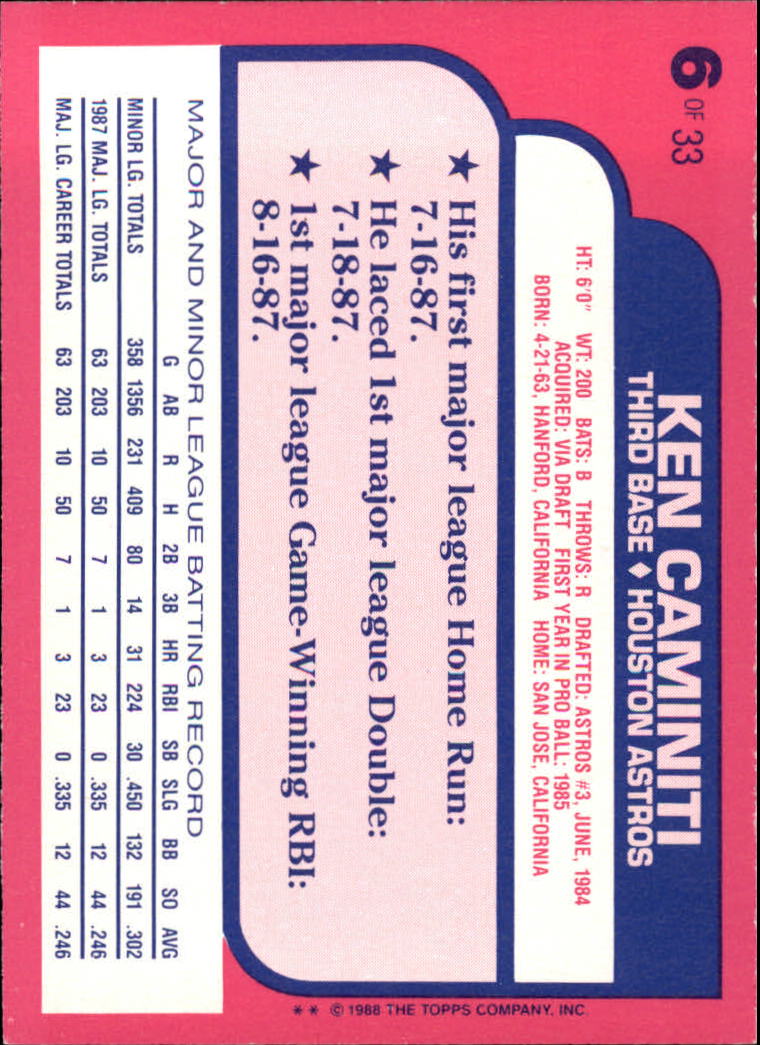 6 OF 33
KEN CAMINITI
THIRD BASE ♦ HOUSTON ASTROS
HT: 6'0" WT: 200 BATS: B THROWS: R DRAFTED: ASTROS #3, JUNE, 1984
ACQUIRED: VIA DRAFT FIRST YEAR IN PRO BALL: 1985
BORN: 4-21-63, HANFORD, CALIFORNIA HOME: SAN JOSE, CALIFORNIA
★ His first major league Home Run:
7-16-87.
★ He laced 1st major league Double:
7-18-87.
★ 1st major league Game-Winning RBI:
8-16-87.
MAJOR AND MINOR LEAGUE BATTING RECORD
G AB R H 2B 3B HR RBI SB SLG BB SO AVG
MINOR LG. TOTALS 358 1356 231 409 80 14 31 224 30 .450 132 191 .302
1987 MAJ. LG. TOTALS 63 203 10 50 7 1 3 23 0 .335 12 44 .246
MAJ. LG. CAREER TOTALS 63 203 10 50 7 1 3 23 0 .335 12 44 .246
** © 1988 THE TOPPS COMPANY, INC.